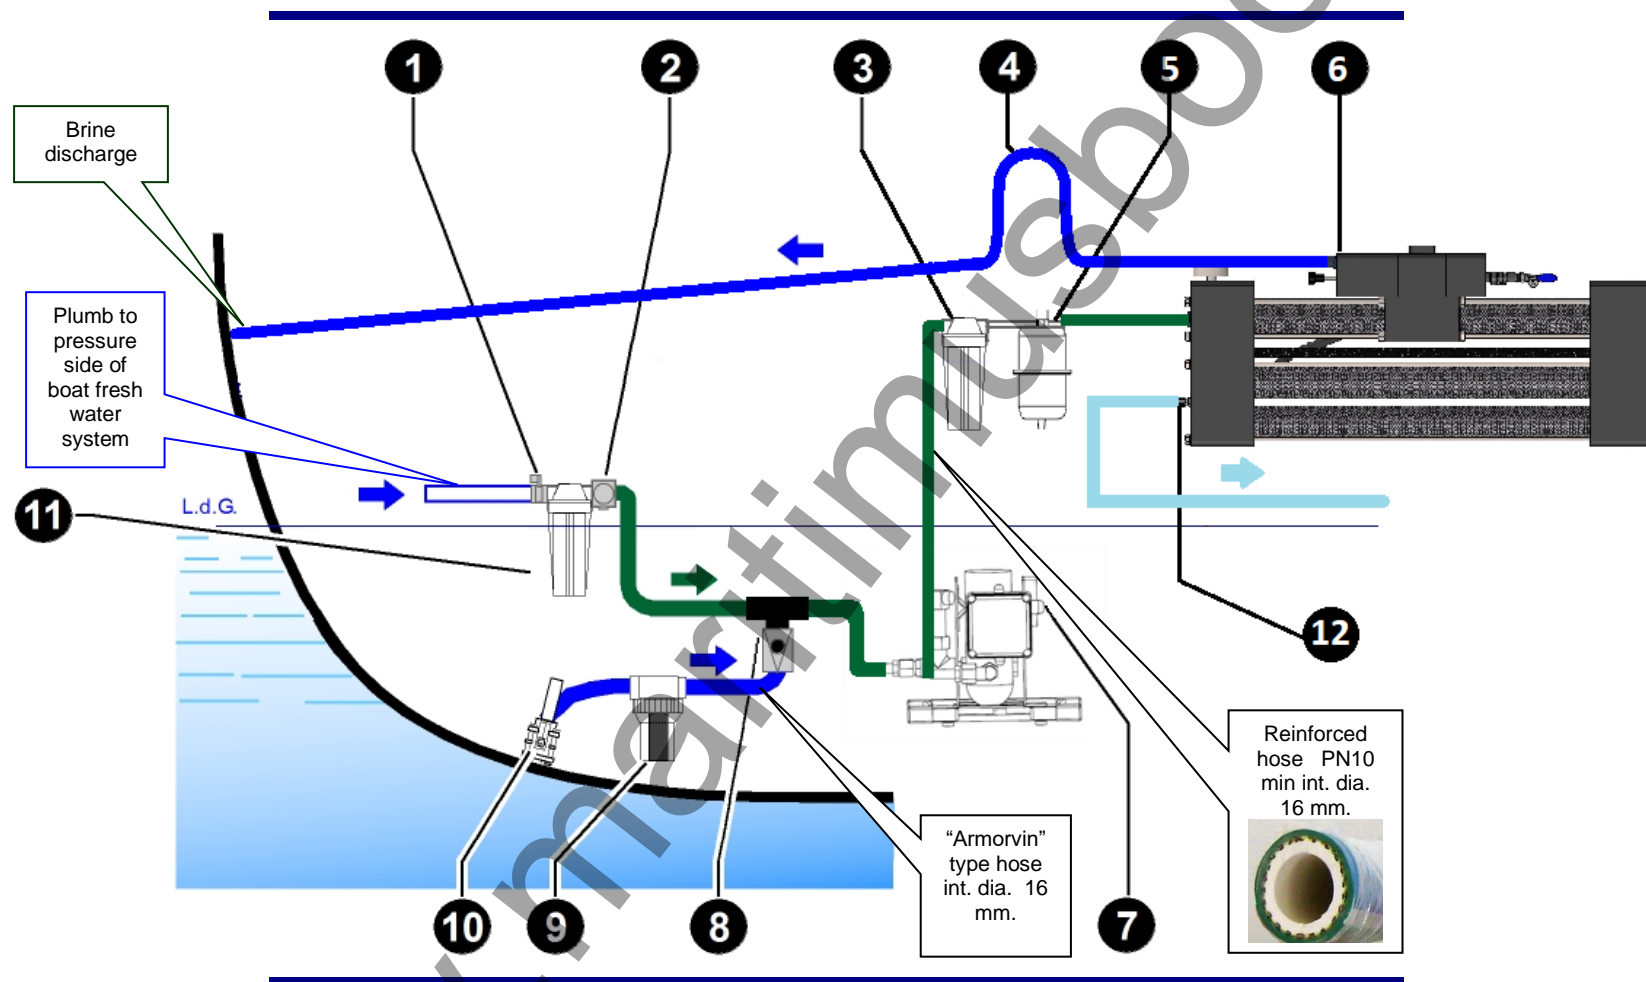 1
2
3
4
5
6
Brine
discharge
Plumb to
pressure
side of
boat fresh
water
system
11
L.d.G.
12
Reinforced
hose PN10
min int. dia.
16 mm.
“Armorvin”
type hose
int. dia. 16
mm.
10
9
8
7